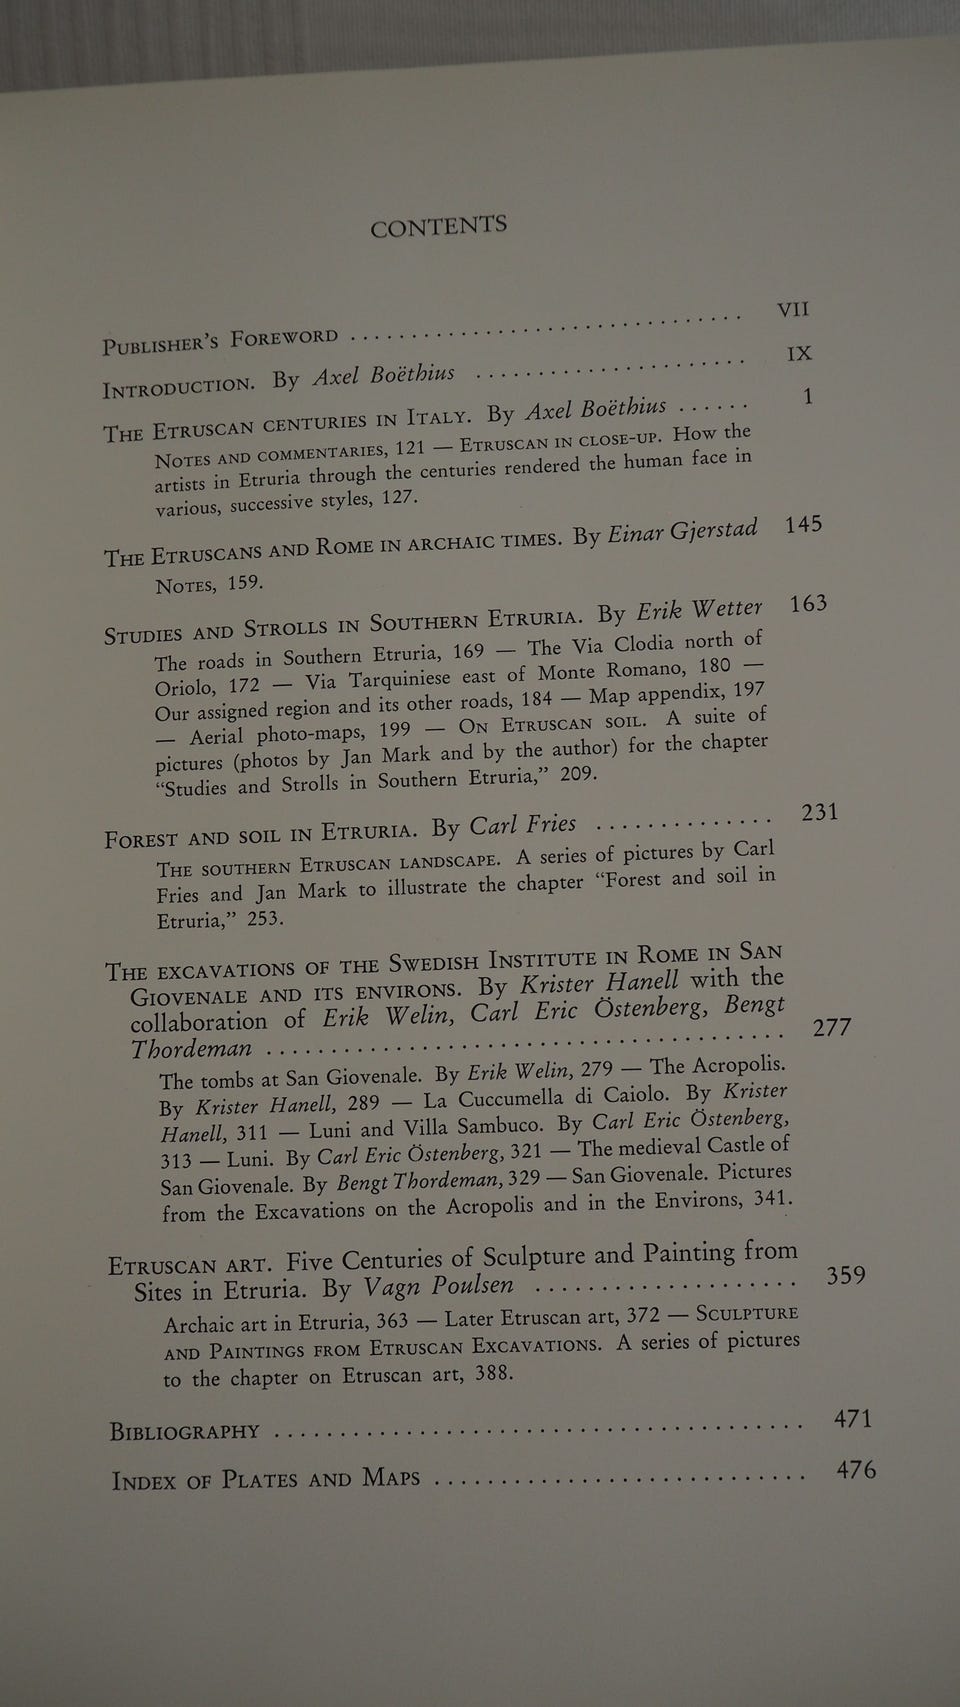 CONTENTS
PUBLISHER'S FOREWORD . . . . . . . . . . . . . . . . . . . . . . . . . . . . . . VII
INTRODUCTION. By Axel Boëthius . . . . . . . . . . . . . . . . . . . . . IX
THE ETRUSCAN CENTURIES IN ITALY. By Axel Boëthius . . . . . . 1
NOTES AND COMMENTARIES, 121 — ETRUSCAN IN CLOSE-UP. How the
artists in Etruria through the centuries rendered the human face in
various, successive styles, 127.
THE ETRUSCANS AND ROME IN ARCHAIC TIMES. By Einar Gjerstad 145
NOTES, 159.
STUDIES AND STROLLS IN SOUTHERN ETRURIA. By Erik Wetter 163
The roads in Southern Etruria, 169 — The Via Clodia north of
Oriolo, 172 — Via Tarquiniese east of Monte Romano, 180 —
Our assigned region and its other roads, 184 — Map appendix, 197
— Aerial photo-maps, 199 — ON ETRUSCAN SOIL. A suite of
pictures (photos by Jan Mark and by the author) for the chapter
“Studies and Strolls in Southern Etruria,” 209.
FOREST AND SOIL IN ETRURIA. By Carl Fries . . . . . . . . . . . . . . 231
THE SOUTHERN ETRUSCAN LANDSCAPE. A series of pictures by Carl
Fries and Jan Mark to illustrate the chapter “Forest and soil in
Etruria,” 253.
THE EXCAVATIONS OF THE SWEDISH INSTITUTE IN ROME IN SAN
GIOVENALE AND ITS ENVIRONS. By Krister Hanell with the
collaboration of Erik Welin, Carl Eric Östenberg, Bengt
Thordeman . . . . . . . . . . . . . . . . . . . . . . . . . . . . . . . . . . . . . . . . 277
The tombs at San Giovenale. By Erik Welin, 279 — The Acropolis.
By Krister Hanell, 289 — La Cuccumella di Caiolo. By Krister
Hanell, 311 — Luni and Villa Sambuco. By Carl Eric Östenberg,
313 — Luni. By Carl Eric Östenberg, 321 — The medieval Castle of
San Giovenale. By Bengt Thordeman, 329 — San Giovenale. Pictures
from the Excavations on the Acropolis and in the Environs, 341.
ETRUSCAN ART. Five Centuries of Sculpture and Painting from
Sites in Etruria. By Vagn Poulsen . . . . . . . . . . . . . . . . . . . . 359
Archaic art in Etruria, 363 — Later Etruscan art, 372 — SCULPTURE
AND PAINTINGS FROM ETRUSCAN EXCAVATIONS. A series of pictures
to the chapter on Etruscan art, 388.
BIBLIOGRAPHY . . . . . . . . . . . . . . . . . . . . . . . . . . . . . . . . . . . . . . . . . 471
INDEX OF PLATES AND MAPS . . . . . . . . . . . . . . . . . . . . . . . . . . . . . 476